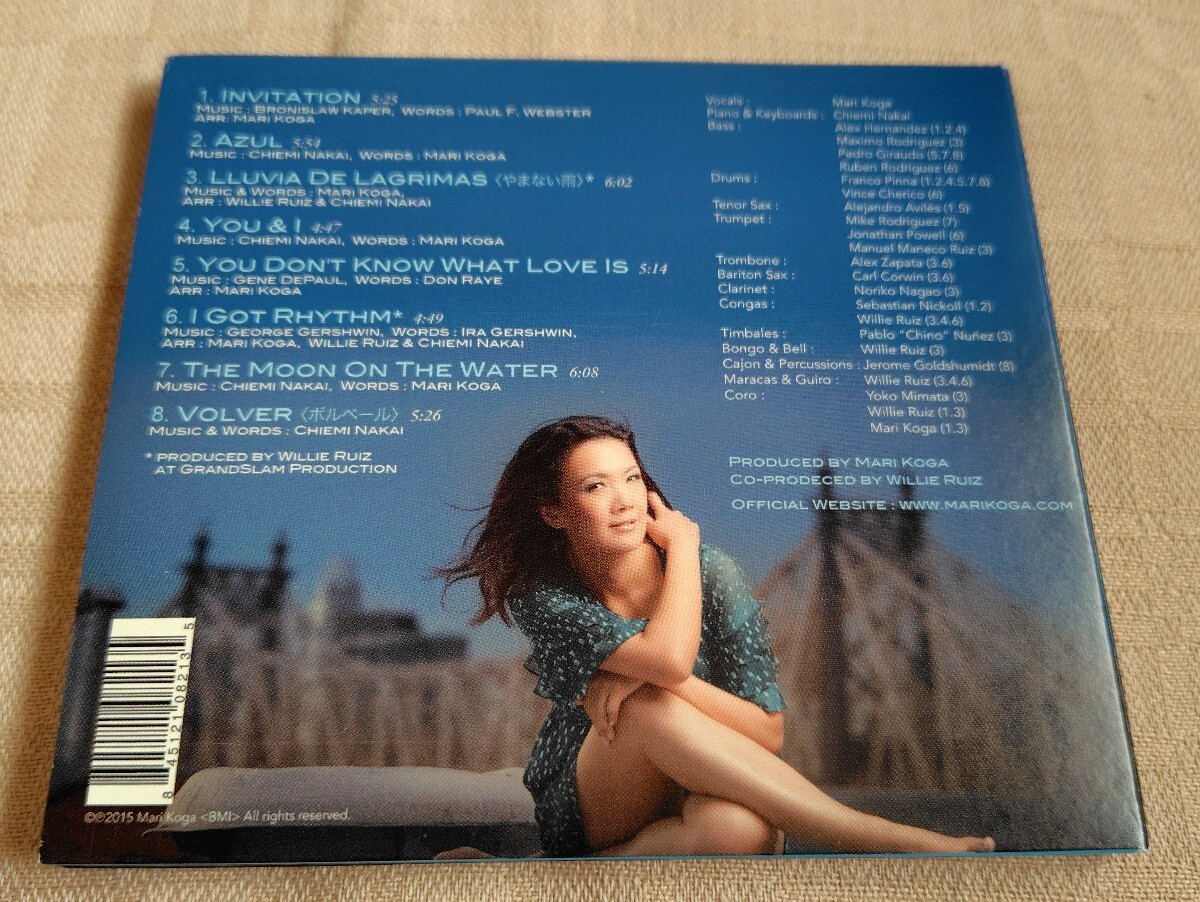 1. Invitation 5:25
Music : Bronislaw Kaper, Words : Paul F. Webster
Arr: Mari Koga
2. Azul 5:54
Music : Chiemi Nakai, Words : Mari Koga
3. Lluvia De Lagrimas〈やまない雨〉* 6:02
Music & Words : Mari Koga,
Arr : Willie Ruiz & Chiemi Nakai
4. You & I 4:47
Music : Chiemi Nakai, Words : Mari Koga
5. You Don't Know What Love Is 5:14
Music : Gene DePaul, Words : Don Raye
Arr : Mari Koga
6. I Got Rhythm* 4:49
Music : George Gershwin, Words : Ira Gershwin,
Arr : Mari Koga, Willie Ruiz & Chiemi Nakai
7. The Moon On The Water 6:08
Music : Chiemi Nakai, Words : Mari Koga
8. Volver〈ボルベール〉 5:26
Music & Words : Chiemi Nakai
* Produced by Willie Ruiz
at GrandSlam Production
Vocals : Mari Koga
Piano & Keyboards : Chiemi Nakai
Bass : Alex Hernandez (1.2.4)
Maximo Rodriguez (3)
Pedro Giraudo (5.7.8)
Ruben Rodriguez (6)
Drums : Franco Pinna (1.2.4.5.7.8)
Vince Cherico (6)
Tenor Sax : Alejandro Avilés (1.5)
Trumpet : Mike Rodriguez (7)
Jonathan Powell (6)
Manuel Maneco Ruiz (3)
Trombone : Alex Zapata (3.6)
Bariton Sax : Carl Corwin (3.6)
Clarinet : Noriko Nagao (3)
Congas : Sebastian Nickoll (1.2)
Willie Ruiz (3.4.6)
Timbales : Pablo "Chino" Nuñez (3)
Bongo & Bell : Willie Ruiz (3)
Cajon & Percussions : Jerome Goldshumidt (8)
Maracas & Guiro : Willie Ruiz (3.4.6)
Coro : Yoko Mimata (3)
Willie Ruiz (1.3)
Mari Koga (1.3)
Produced by Mari Koga
Co-prodeced by Willie Ruiz
Official Website : www.marikoga.com
8 45121 08213 5
©℗2015 Mari Koga <BMI> All rights reserved.